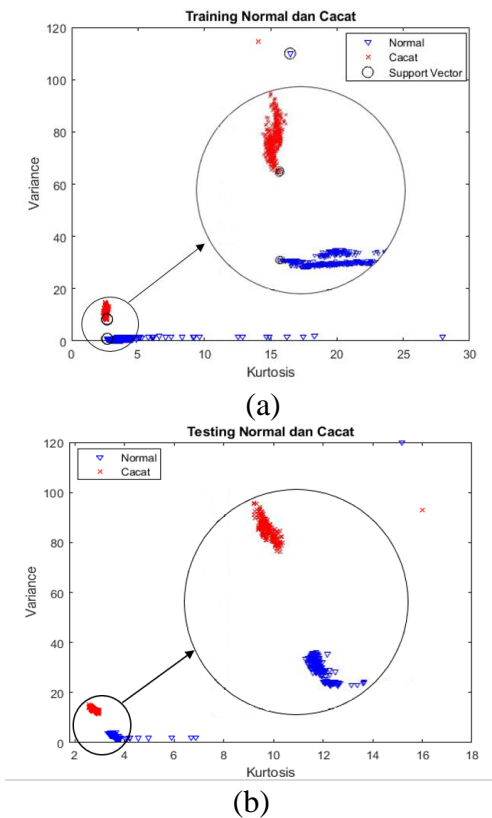 Training Normal dan Cacat
120
100
80
60
40
20
0
Variance
Normal
Cacat
Support Vector
0 5 10 15 20 25 30
Kurtosis
(a)
Testing Normal dan Cacat
120
100
80
60
40
20
0
Variance
Normal
Cacat
2 4 6 8 10 12 14 16 18
Kurtosis
(b)